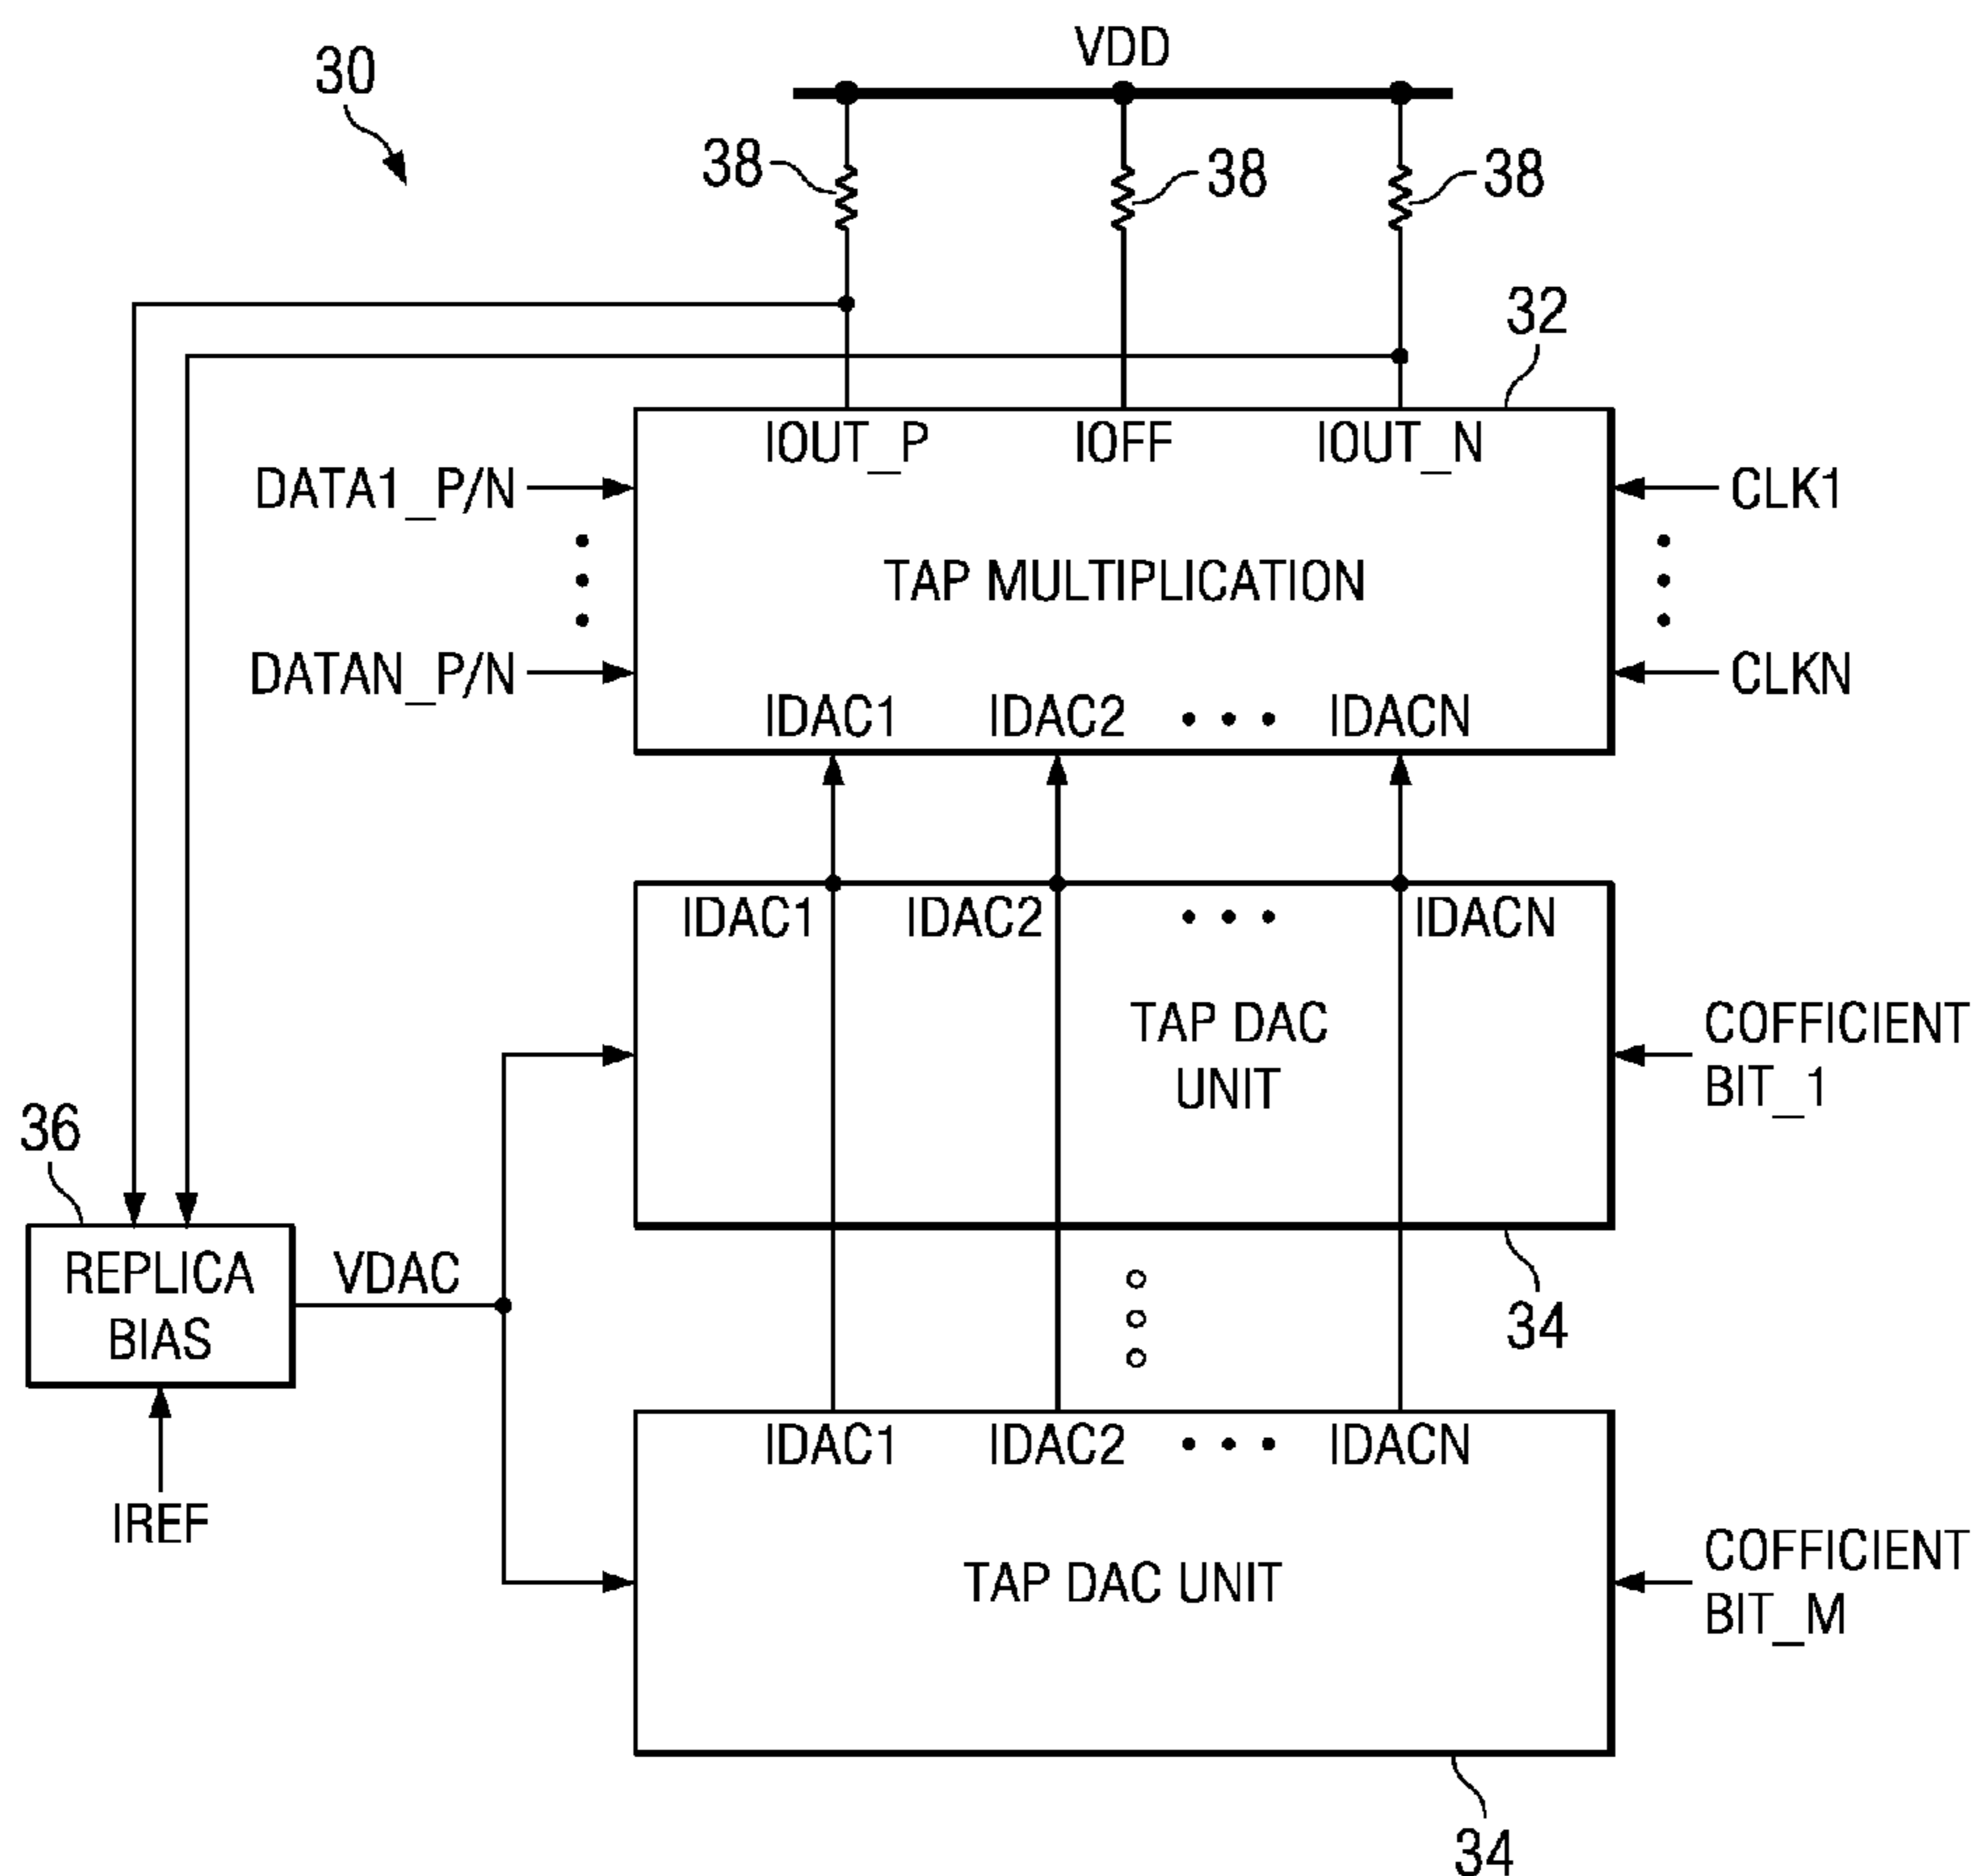 VDD
30
38
38
38
32
IOUT_P IOFF IOUT_N
DATA1_P/N
CLK1
TAP MULTIPLICATION
DATAN_P/N
CLKN
IDAC1 IDAC2 • • • IDACN
IDAC1 IDAC2 • • • IDACN
TAP DAC
UNIT
COFFICIENT
BIT_1
36
REPLICA
BIAS
VDAC
34
IREF
IDAC1 IDAC2 • • • IDACN
TAP DAC UNIT
COFFICIENT
BIT_M
34